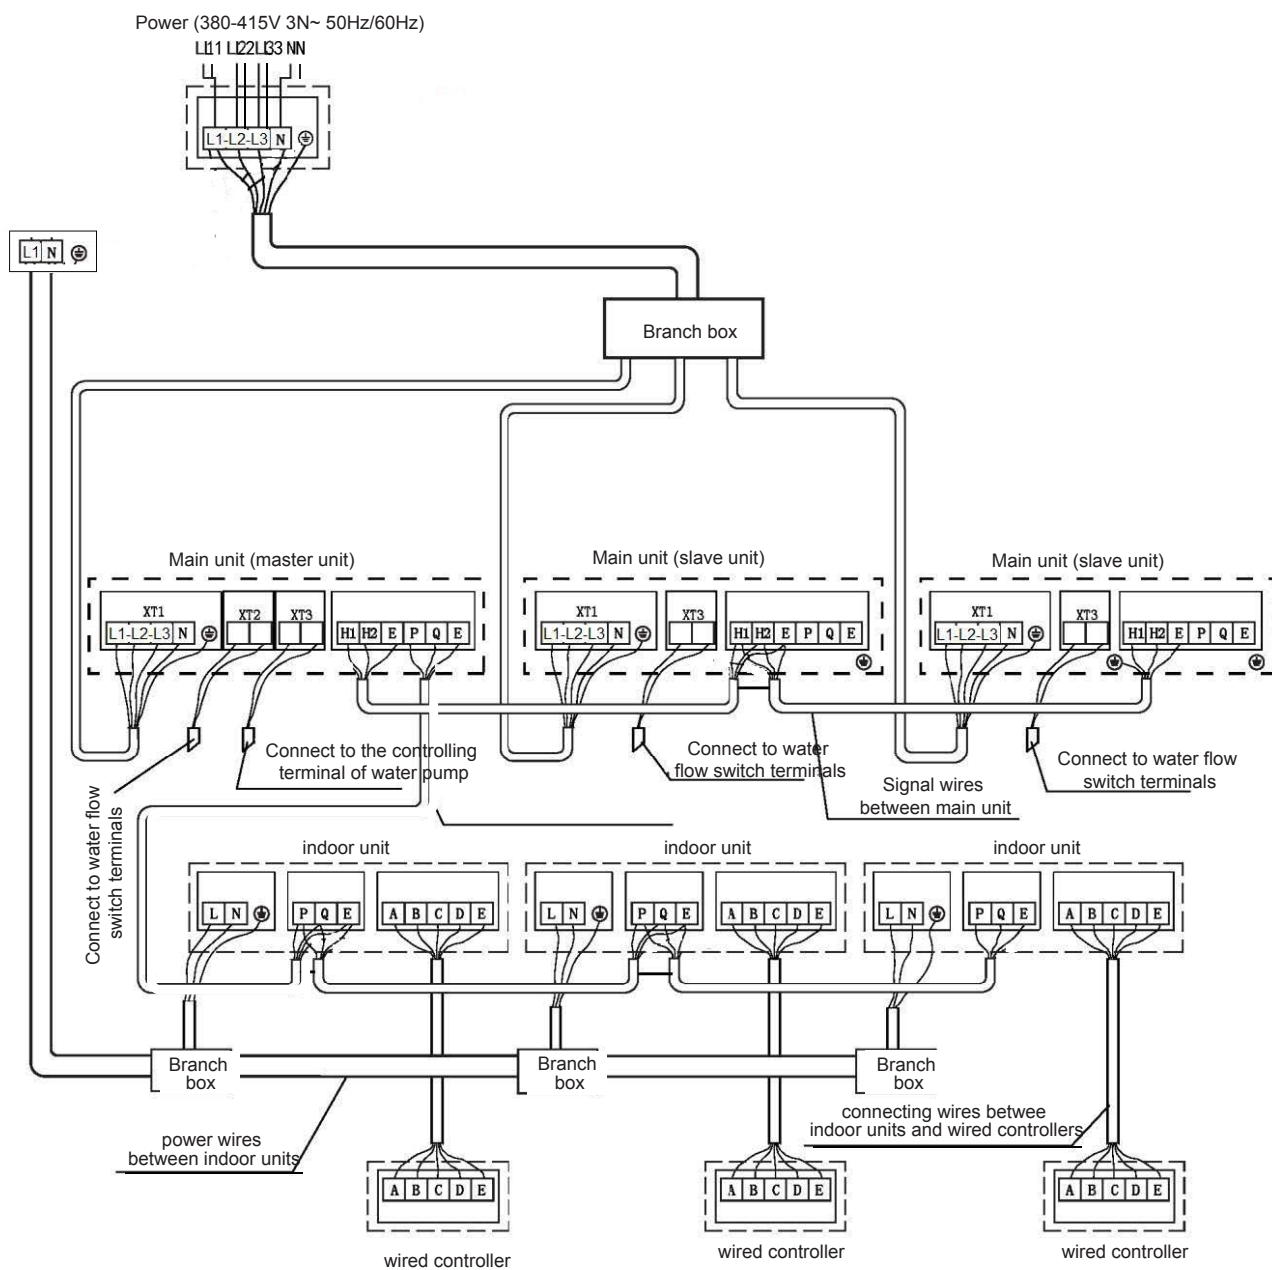 Power (380-415V 3N~ 50Hz/60Hz)
LL11 LL22 LL33 NN
L1-L2-L3 N
L1 N
Branch box
Main unit (master unit)
Main unit (slave unit)
Main unit (slave unit)
XT1 XT2 XT3
L1-L2-L3 N
H1 H2 E P Q E
XT1 XT3
L1-L2-L3 N
H1 H2 E P Q E
XT1 XT3
L1-L2-L3 N
H1 H2 E P Q E
Connect to water flow
switch terminals
Connect to the controlling
terminal of water pump
Connect to water
flow switch terminals
Signal wires
between main unit
Connect to water flow
switch terminals
indoor unit
indoor unit
indoor unit
L N
P Q E
A B C D E
L N
P Q E
A B C D E
L N
P Q E
A B C D E
Branch
box
Branch
box
Branch
box
power wires
between indoor units
connecting wires betwee
indoor units and wired controllers
A B C D E
A B C D E
A B C D E
wired controller
wired controller
wired controller